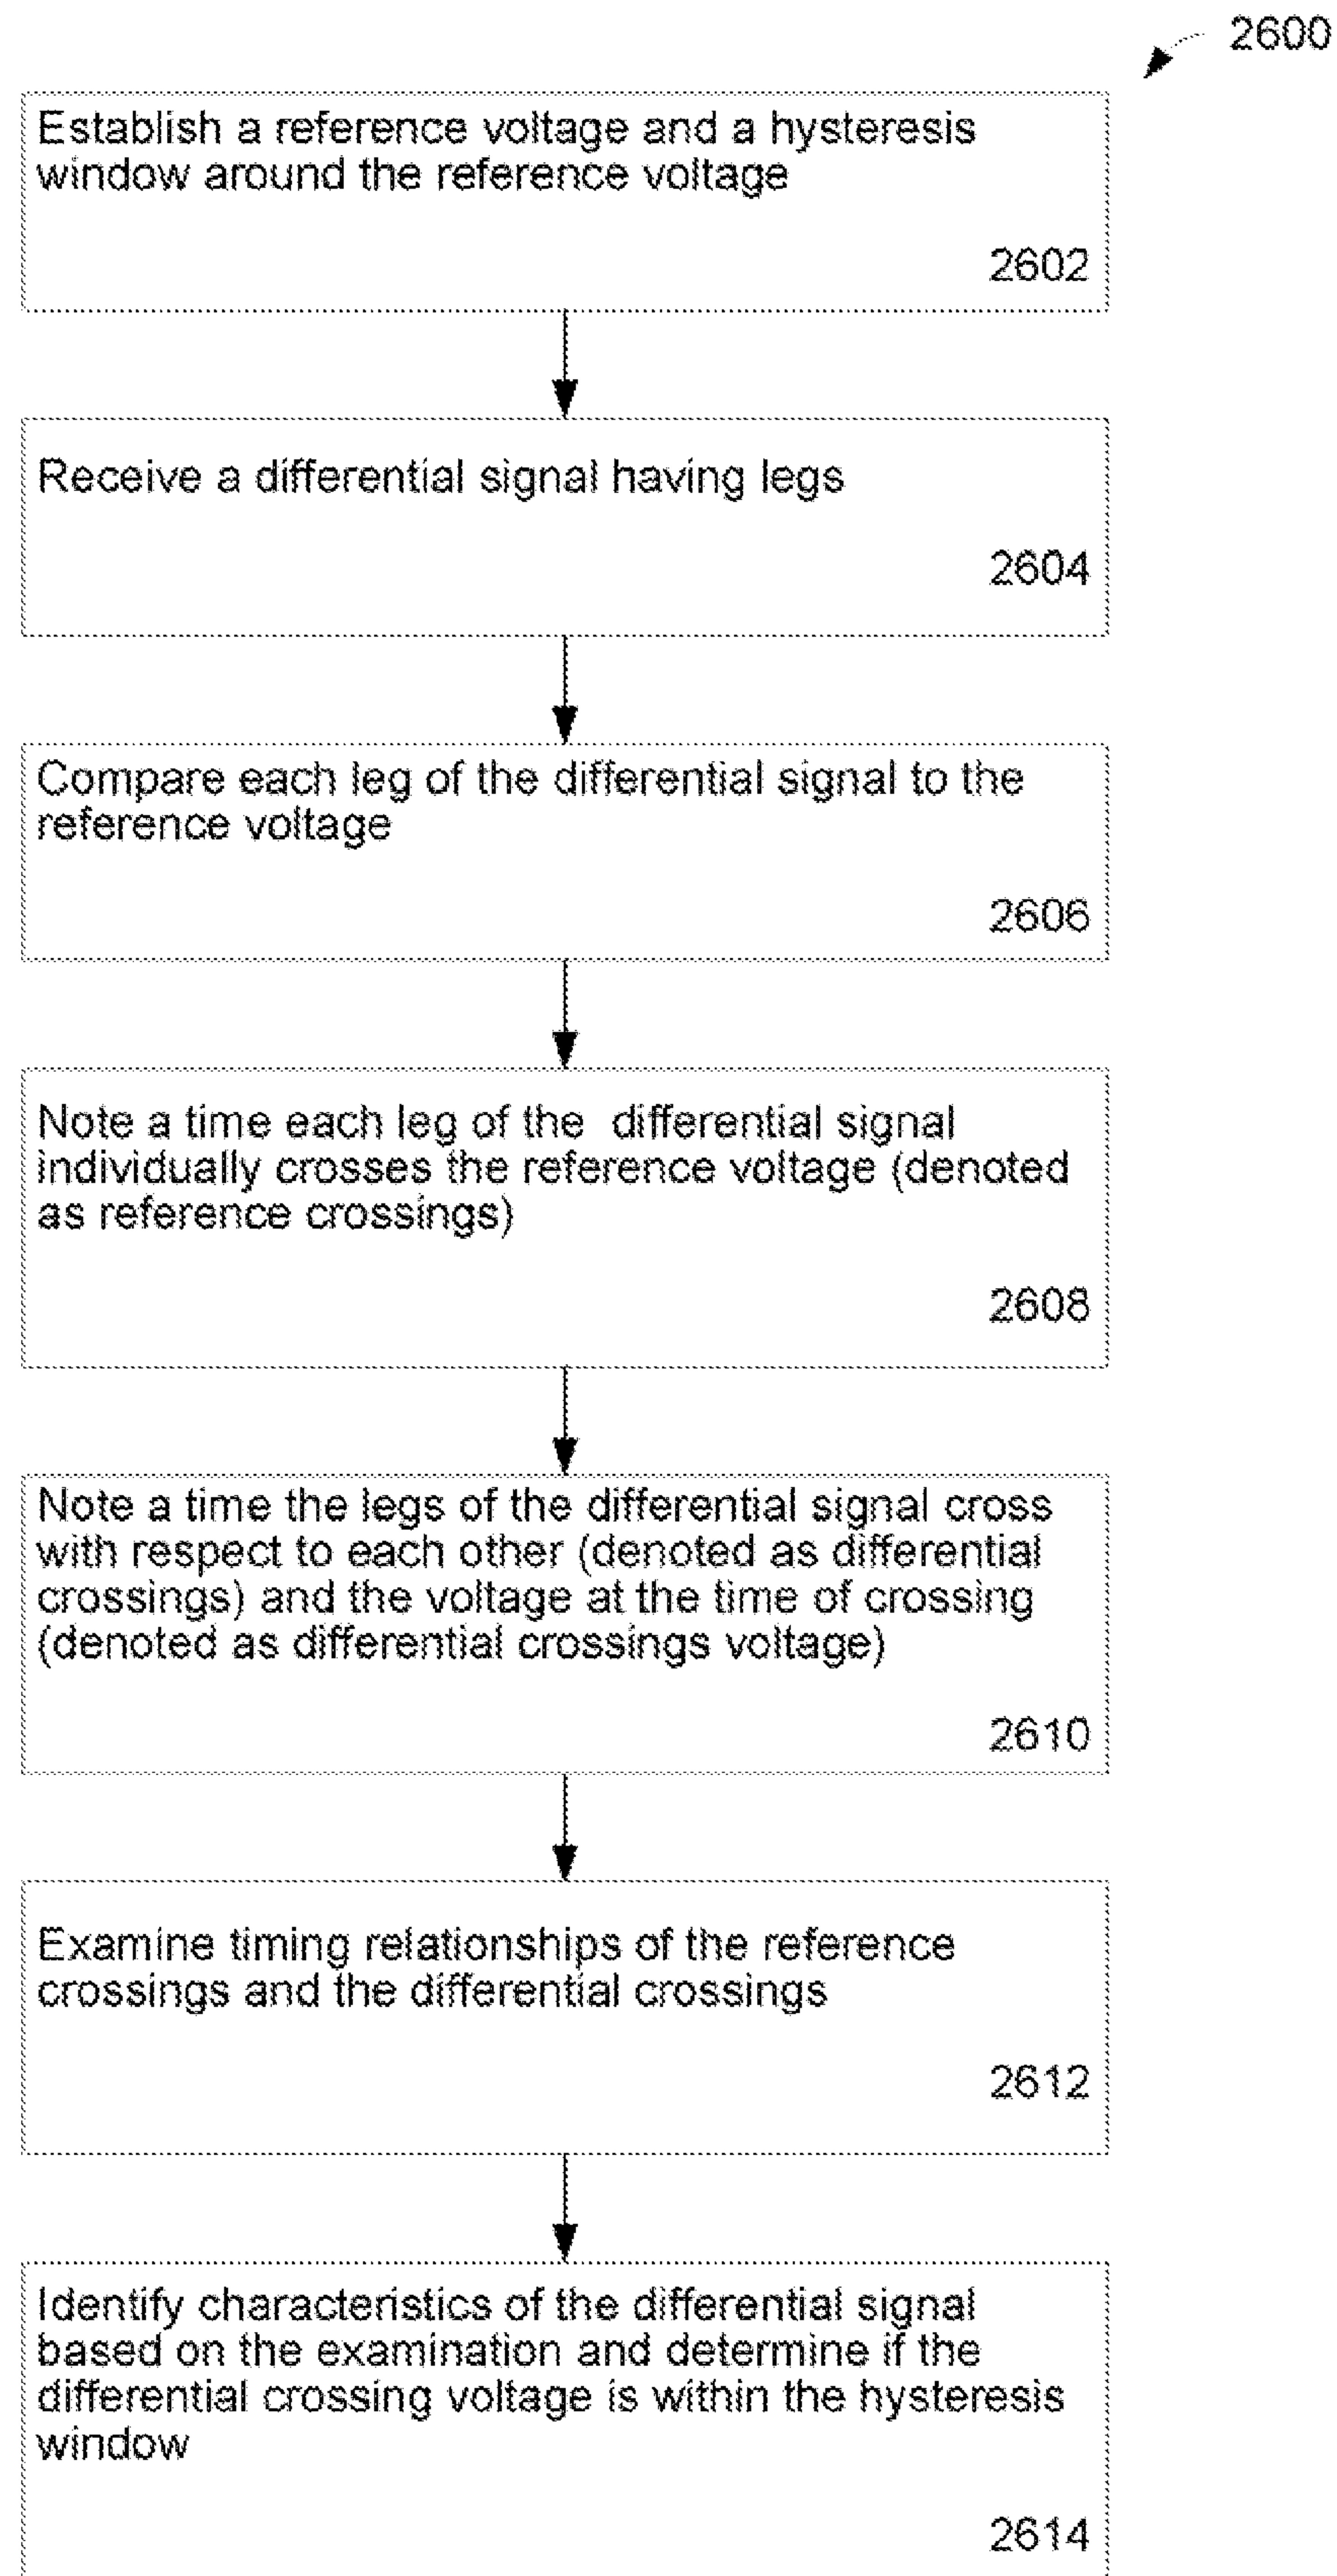 2600
Establish a reference voltage and a hysteresis
window around the reference voltage
2602
Receive a differential signal having legs
2604
Compare each leg of the differential signal to the
reference voltage
2606
Note a time each leg of the differential signal
individually crosses the reference voltage (denoted
as reference crossings)
2608
Note a time the legs of the differential signal cross
with respect to each other (denoted as differential
crossings) and the voltage at the time of crossing
(denoted as differential crossings voltage)
2610
Examine timing relationships of the reference
crossings and the differential crossings
2612
Identify characteristics of the differential signal
based on the examination and determine if the
differential crossing voltage is within the hysteresis
window
2614